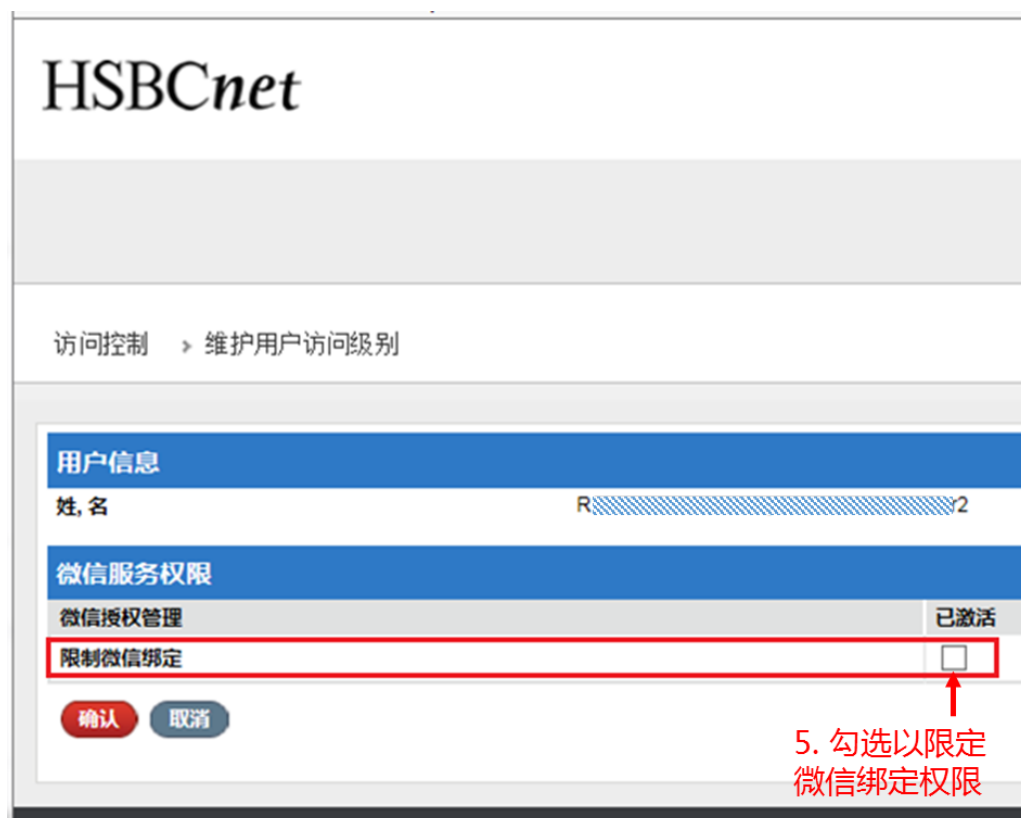 HSBCnet
访问控制 › 维护用户访问级别
用户信息
姓, 名 R r2
微信服务权限
微信授权管理 已激活
限制微信绑定
确认 取消
5. 勾选以限定
微信绑定权限